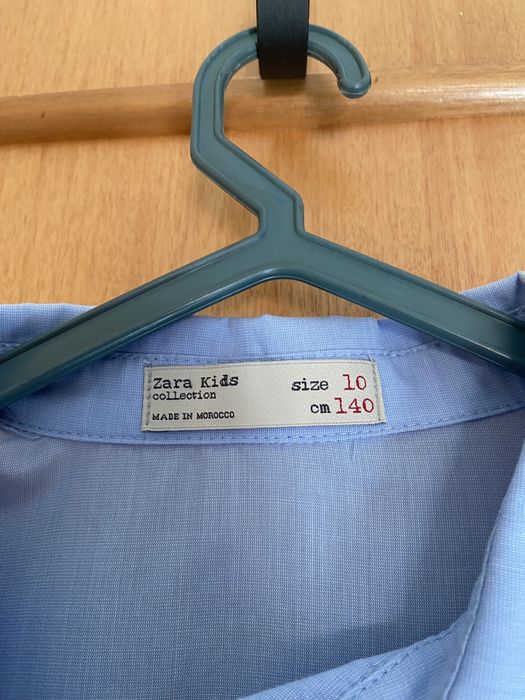 Zara Kids
collection
MADE IN MOROCCO
size 10
cm 140